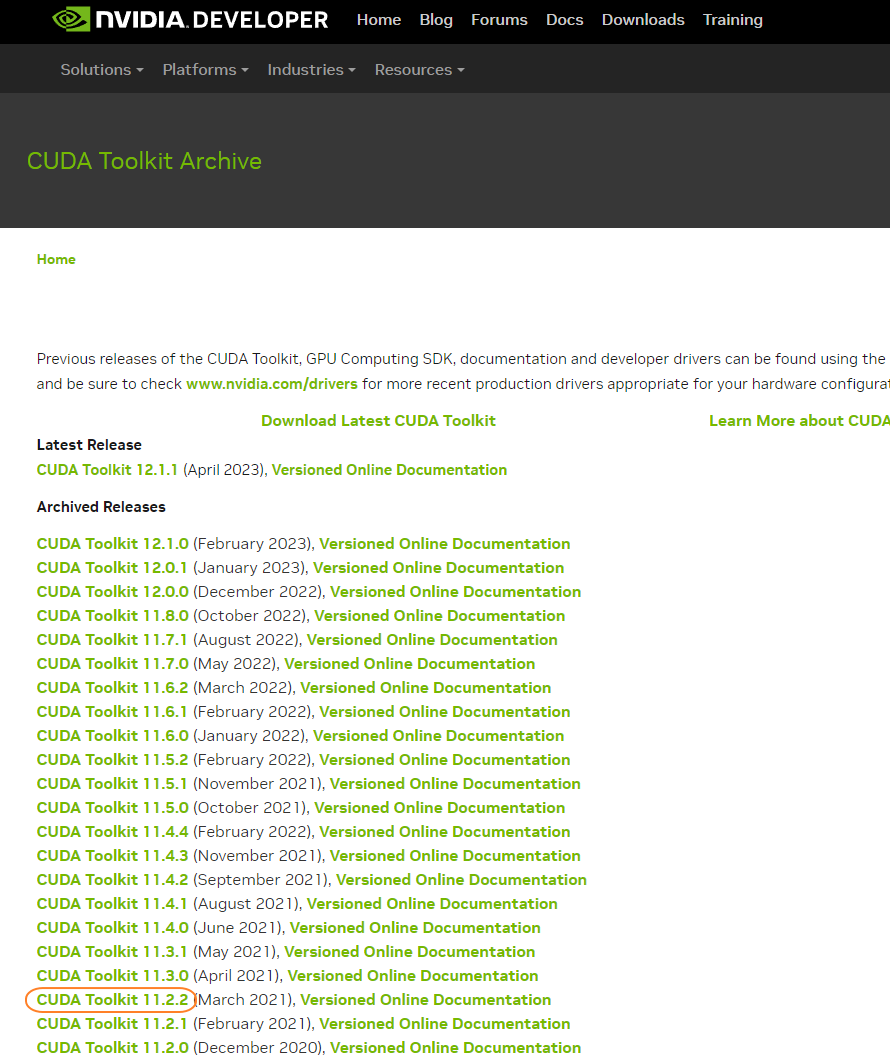 NVIDIA. DEVELOPER Home Blog Forums Docs Downloads Training
Solutions Platforms Industries Resources
CUDA Toolkit Archive
Home
Previous releases of the CUDA Toolkit, GPU Computing SDK, documentation and developer drivers can be found using the
and be sure to check www.nvidia.com/drivers for more recent production drivers appropriate for your hardware configurat
Download Latest CUDA Toolkit Learn More about CUDA
Latest Release
CUDA Toolkit 12.1.1 (April 2023), Versioned Online Documentation
Archived Releases
CUDA Toolkit 12.1.0 (February 2023), Versioned Online Documentation
CUDA Toolkit 12.0.1 (January 2023), Versioned Online Documentation
CUDA Toolkit 12.0.0 (December 2022), Versioned Online Documentation
CUDA Toolkit 11.8.0 (October 2022), Versioned Online Documentation
CUDA Toolkit 11.7.1 (August 2022), Versioned Online Documentation
CUDA Toolkit 11.7.0 (May 2022), Versioned Online Documentation
CUDA Toolkit 11.6.2 (March 2022), Versioned Online Documentation
CUDA Toolkit 11.6.1 (February 2022), Versioned Online Documentation
CUDA Toolkit 11.6.0 (January 2022), Versioned Online Documentation
CUDA Toolkit 11.5.2 (February 2022), Versioned Online Documentation
CUDA Toolkit 11.5.1 (November 2021), Versioned Online Documentation
CUDA Toolkit 11.5.0 (October 2021), Versioned Online Documentation
CUDA Toolkit 11.4.4 (February 2022), Versioned Online Documentation
CUDA Toolkit 11.4.3 (November 2021), Versioned Online Documentation
CUDA Toolkit 11.4.2 (September 2021), Versioned Online Documentation
CUDA Toolkit 11.4.1 (August 2021), Versioned Online Documentation
CUDA Toolkit 11.4.0 (June 2021), Versioned Online Documentation
CUDA Toolkit 11.3.1 (May 2021), Versioned Online Documentation
CUDA Toolkit 11.3.0 (April 2021), Versioned Online Documentation
CUDA Toolkit 11.2.2 (March 2021), Versioned Online Documentation
CUDA Toolkit 11.2.1 (February 2021), Versioned Online Documentation
CUDA Toolkit 11.2.0 (December 2020), Versioned Online Documentation